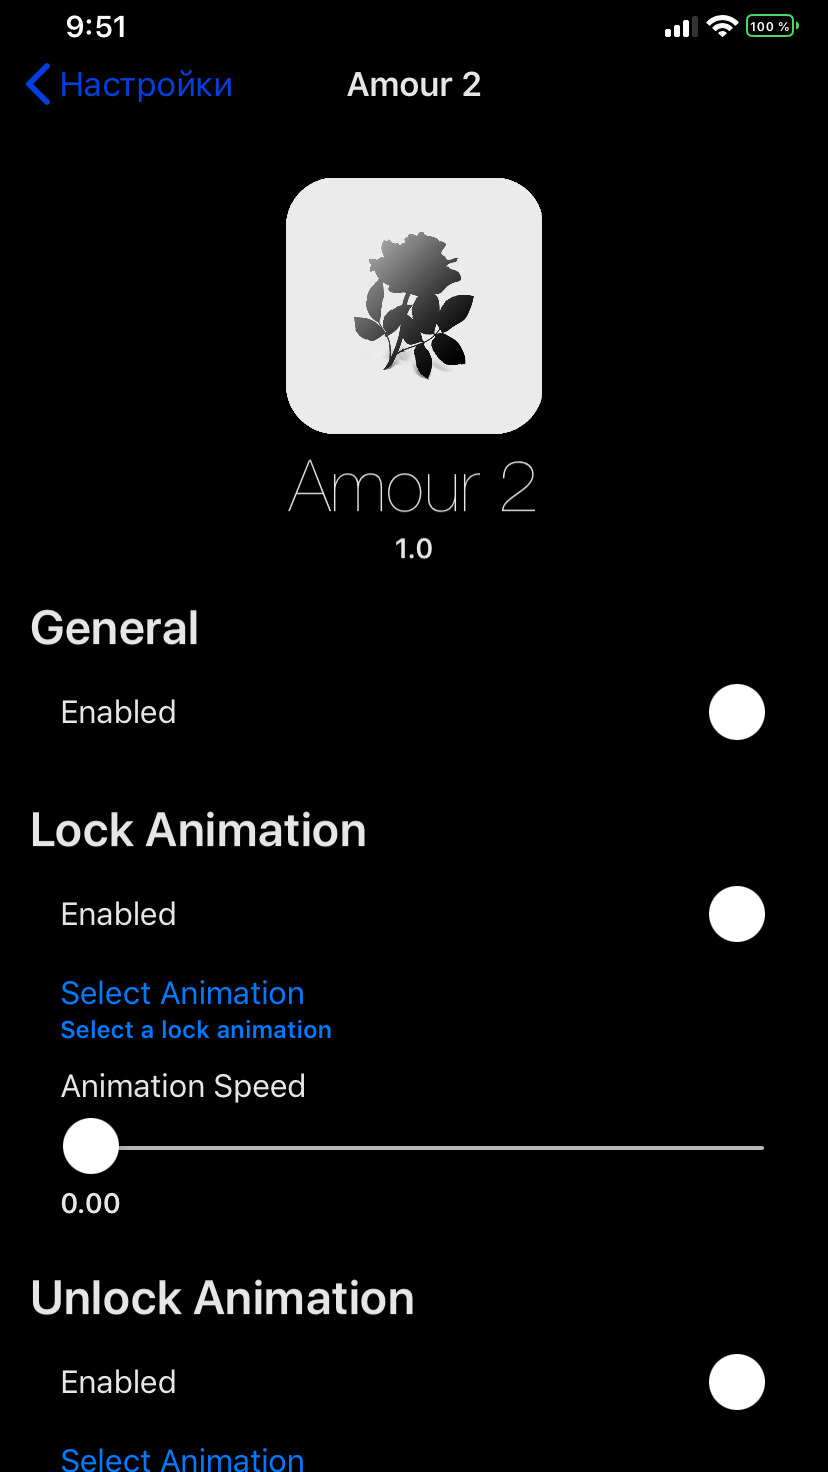 9:51
100 %
Настройки
Amour 2
Amour 2
1.0
General
Enabled
Lock Animation
Enabled
Select Animation
Select a lock animation
Animation Speed
0.00
Unlock Animation
Enabled
Select Animation